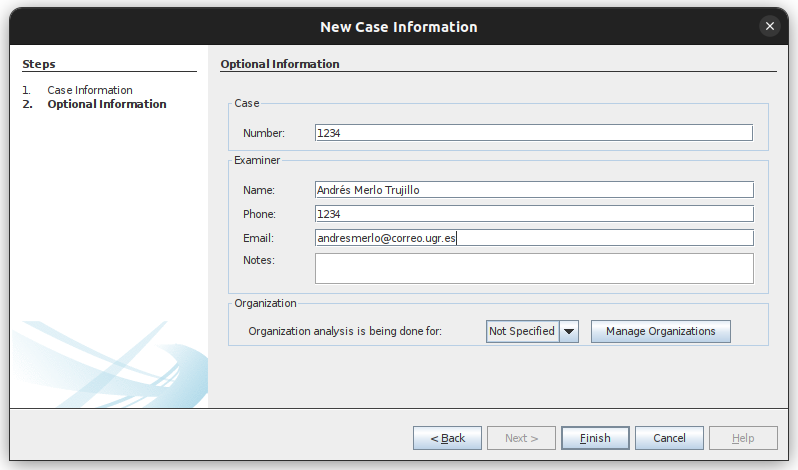 New Case Information
Steps
1. Case Information
2. Optional Information
Optional Information
Case
Number: 1234
Examiner
Name: Andrés Merlo Trujillo
Phone: 1234
Email: andresmerlo@correo.ugr.es
Notes:
Organization
Organization analysis is being done for: Not Specified Manage Organizations
< Back Next > Finish Cancel Help